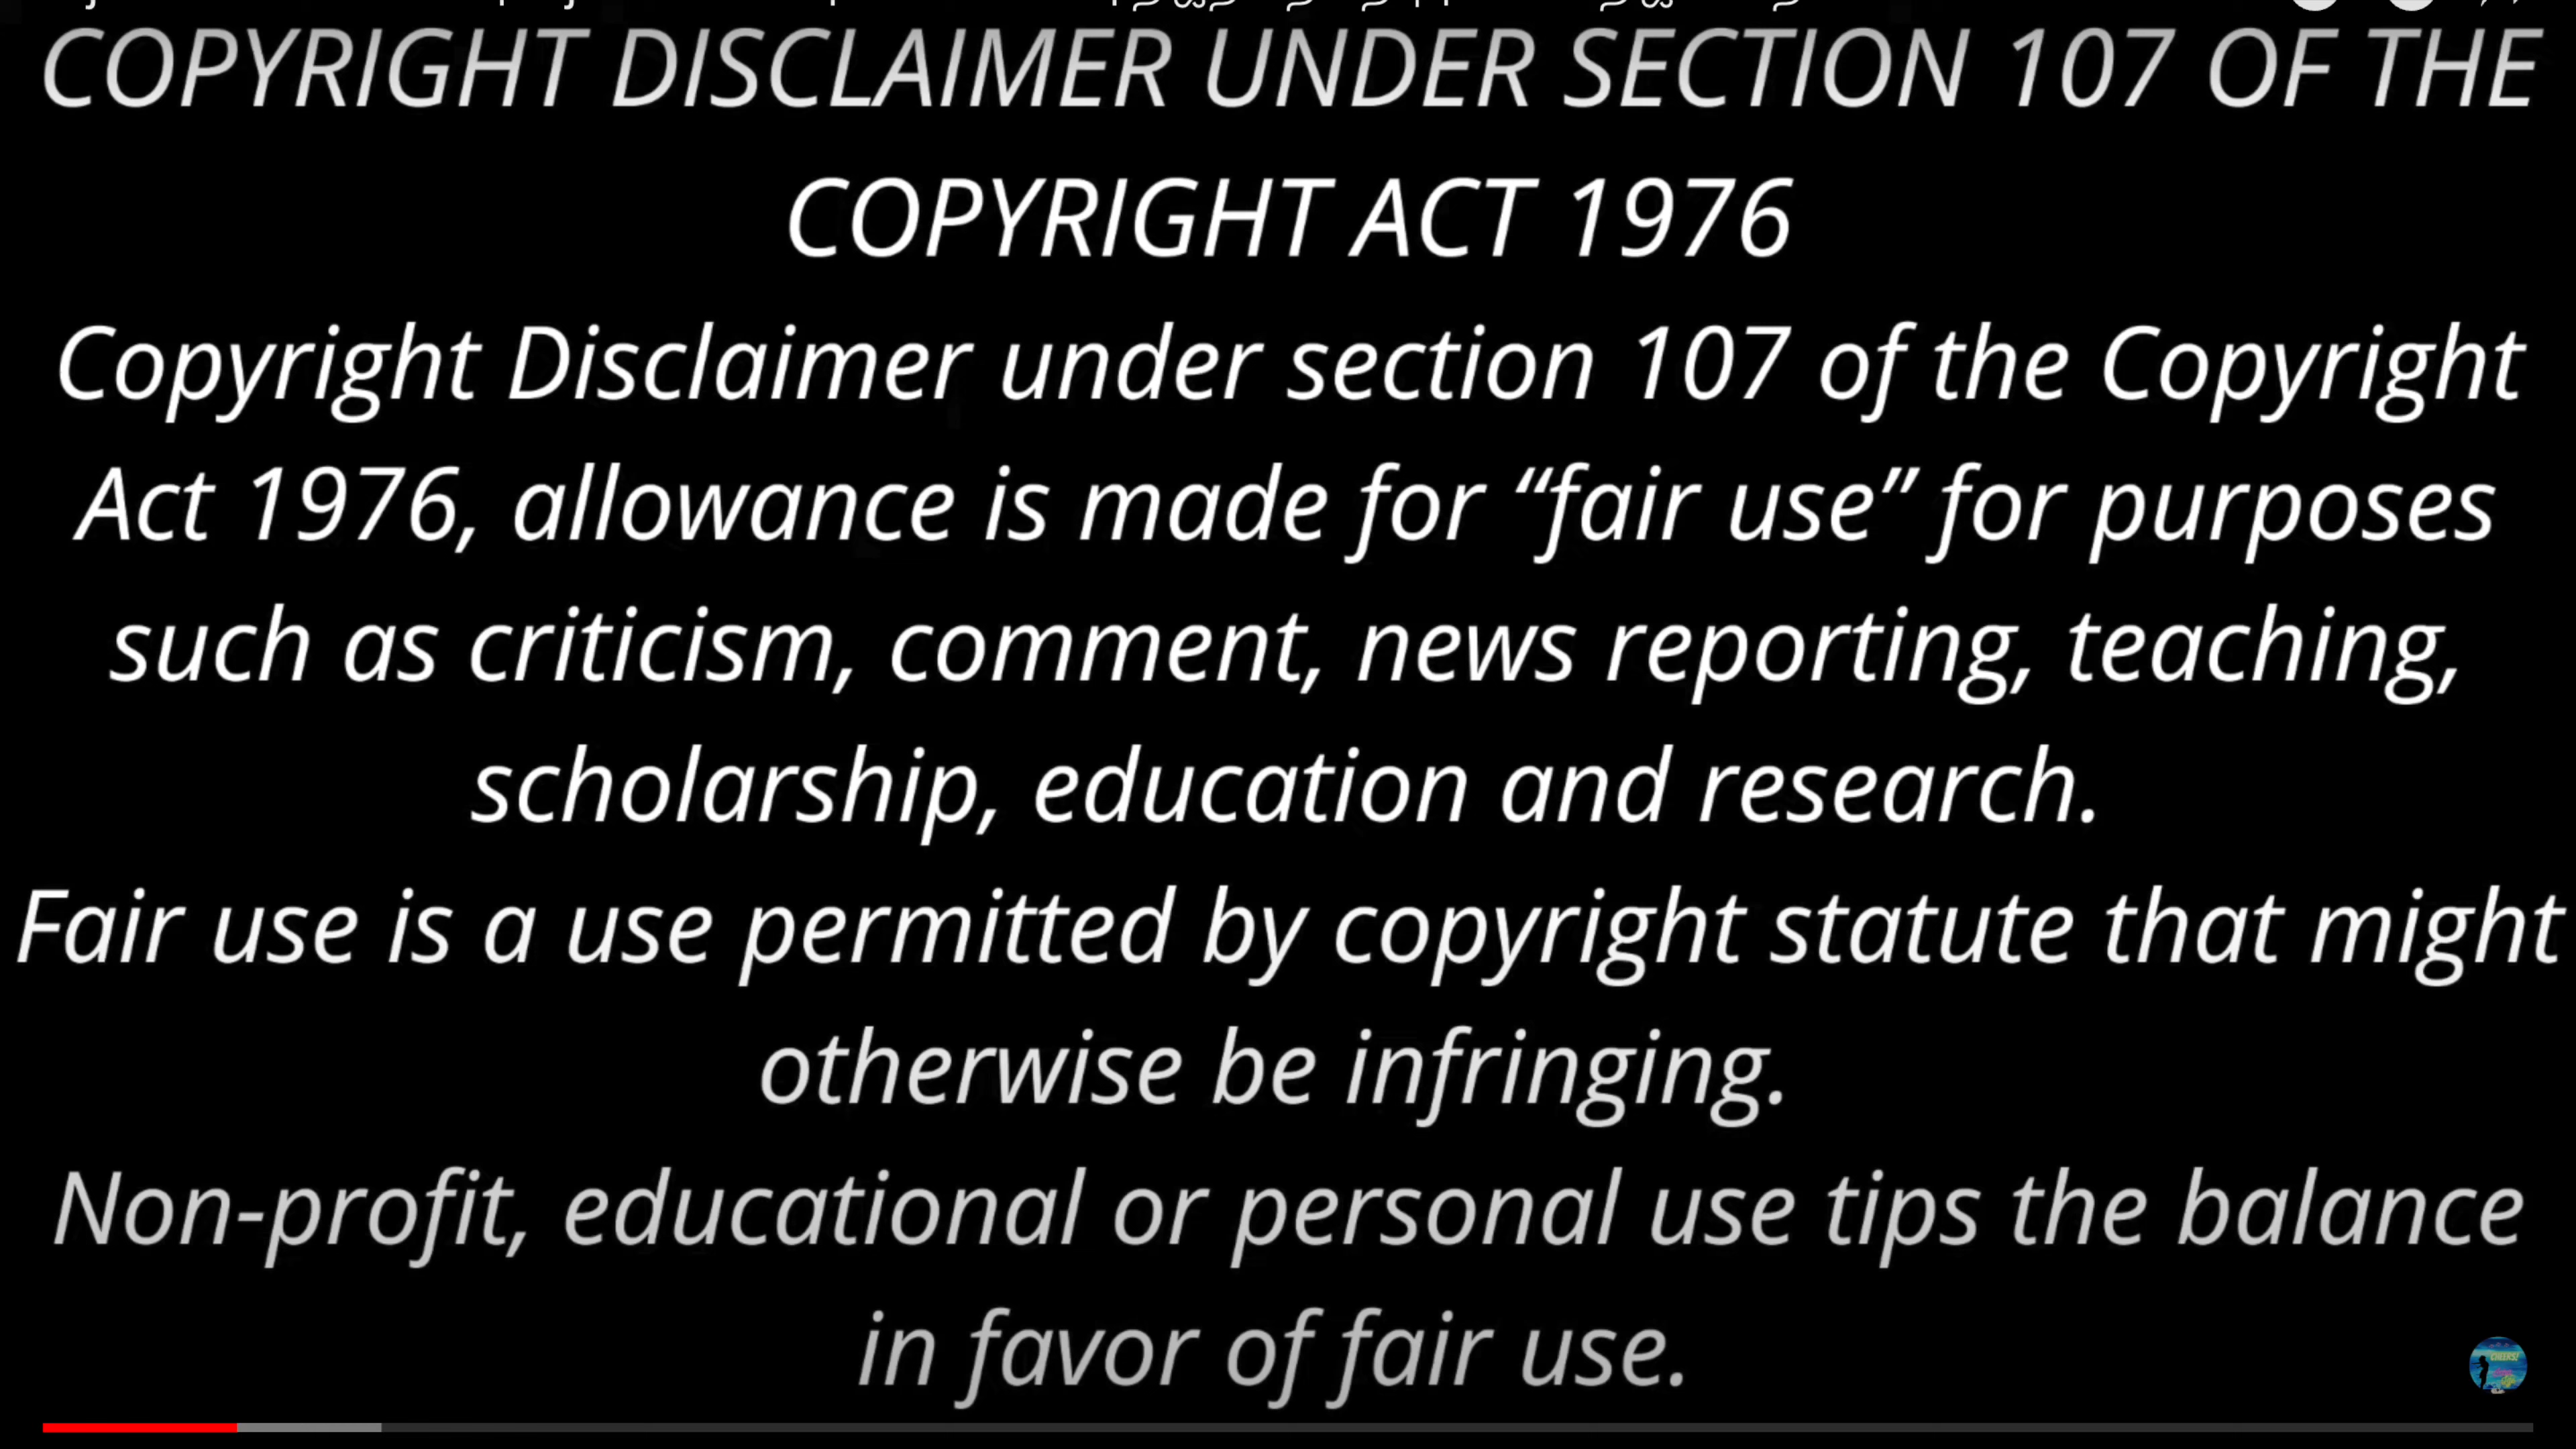 COPYRIGHT DISCLAIMER UNDER SECTION 107 OF THE
COPYRIGHT ACT 1976
Copyright Disclaimer under section 107 of the Copyright
Act 1976, allowance is made for “fair use” for purposes
such as criticism, comment, news reporting, teaching,
scholarship, education and research.
Fair use is a use permitted by copyright statute that might
otherwise be infringing.
Non-profit, educational or personal use tips the balance
in favor of fair use.
CHEERS!